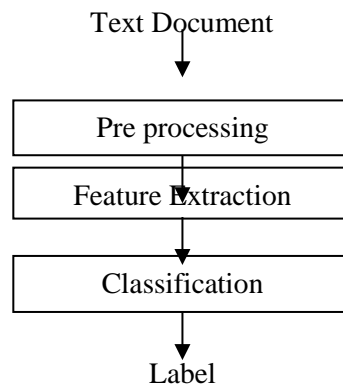 Text Document
Pre processing
Feature Extraction
Classification
Label